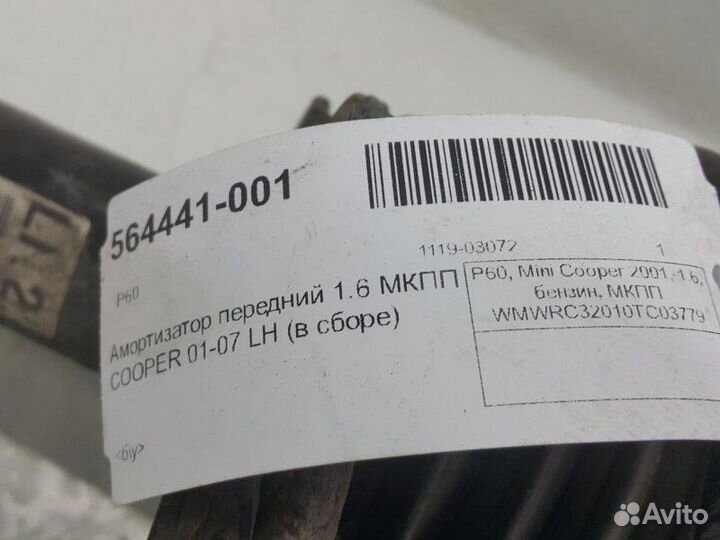 564441-001
1119-03072 1
P60
Амортизатор передний 1.6 МКПП
COOPER 01-07 LH (в сборе)
P60, Mini Cooper 2001, 1.6,
бензин, МКПП
WMWRC32010TC03779
<б\у>
Avito